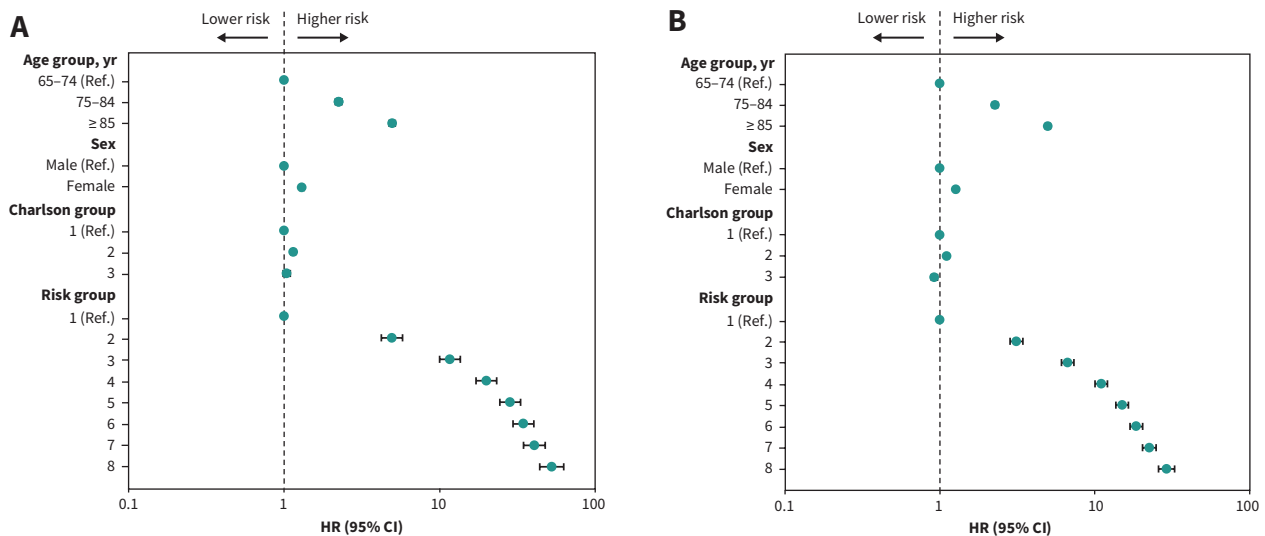 A
Lower risk
Higher risk
Age group, yr
65–74 (Ref.)
75–84
≥ 85
Sex
Male (Ref.)
Female
Charlson group
1 (Ref.)
2
3
Risk group
1 (Ref.)
2
3
4
5
6
7
8
0.1
1
10
100
HR (95% CI)
B
Lower risk
Higher risk
Age group, yr
65–74 (Ref.)
75–84
≥ 85
Sex
Male (Ref.)
Female
Charlson group
1 (Ref.)
2
3
Risk group
1 (Ref.)
2
3
4
5
6
7
8
0.1
1
10
100
HR (95% CI)